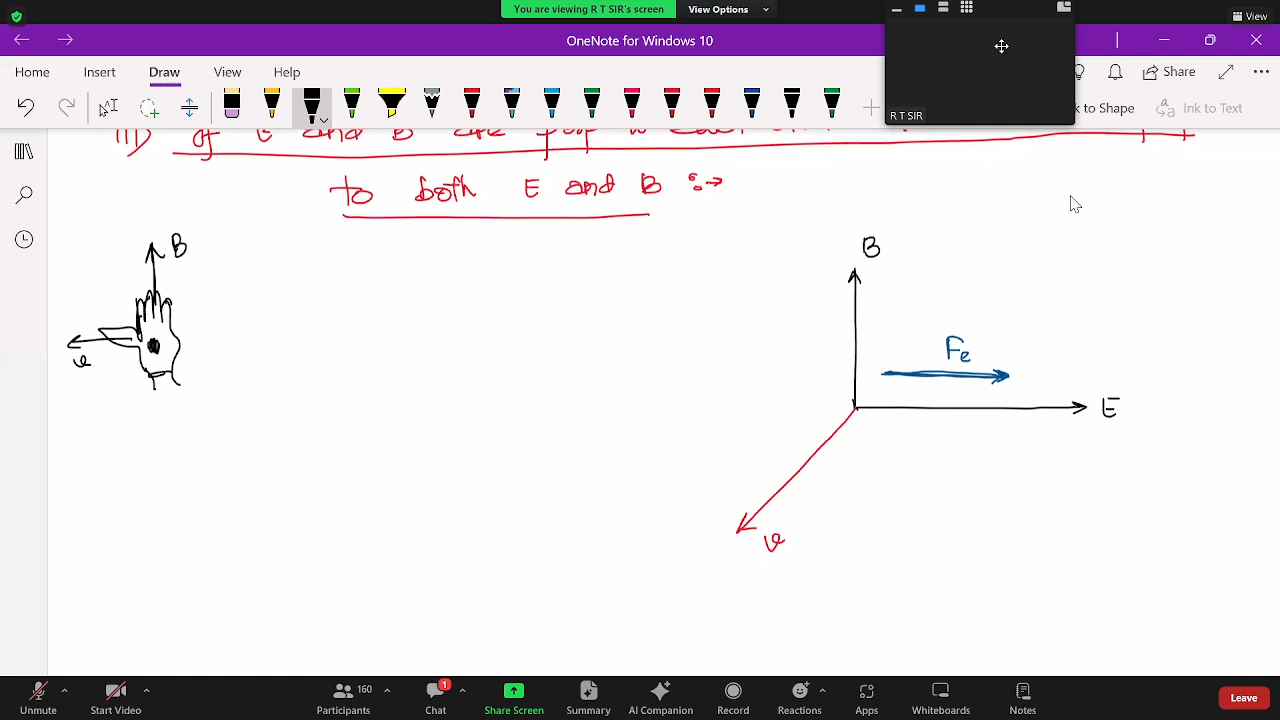 You are viewing R T SIR's screen View Options
View
OneNote for Windows 10
Home Insert Draw View Help Share
R T SIR
k to Shape Ink to Text
E and B are
to both E and B :→
B
v
B
Fe
E
v
160 1
Unmute Start Video Participants Chat Share Screen Summary AI Companion Record Reactions Apps Whiteboards Notes Leave